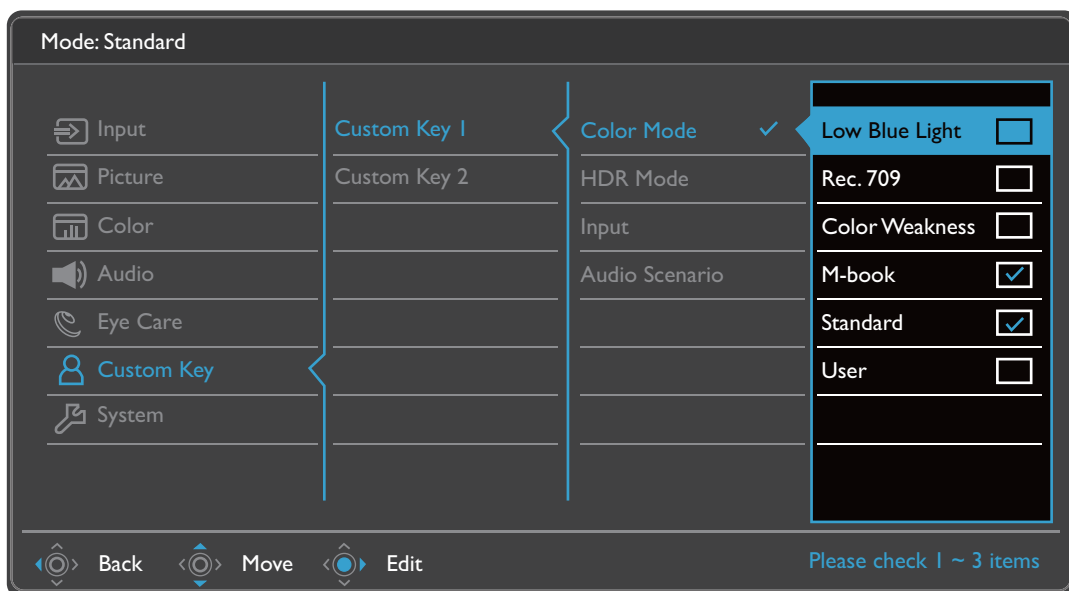 Mode: Standard
Input
Picture
Color
Audio
Eye Care
Custom Key
System
Custom Key 1
Custom Key 2
Color Mode
HDR Mode
Input
Audio Scenario
Low Blue Light
Rec. 709
Color Weakness
M-book
Standard
User
Back
Move
Edit
Please check 1 ~ 3 items